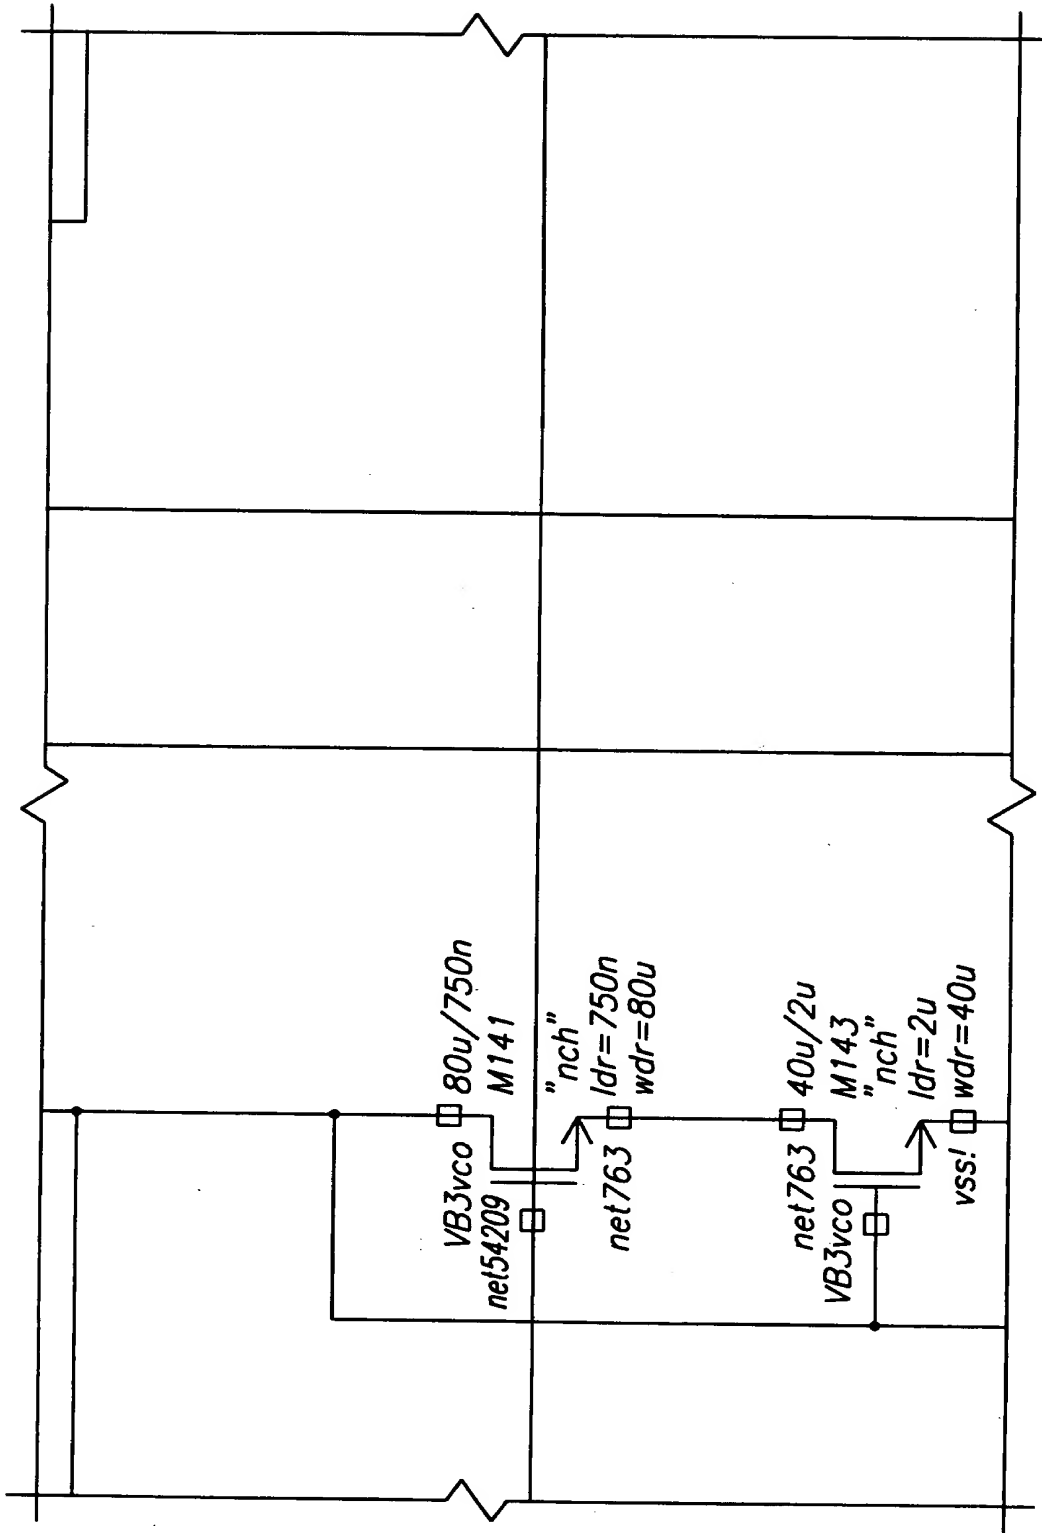 80u/750n
M141
"nch"
ldr=750n
wdr=80u
VB3vco
net54209
net763
40u/2u
M143
"nch"
ldr=2u
wdr=40u
net763
VB3vco
vss!